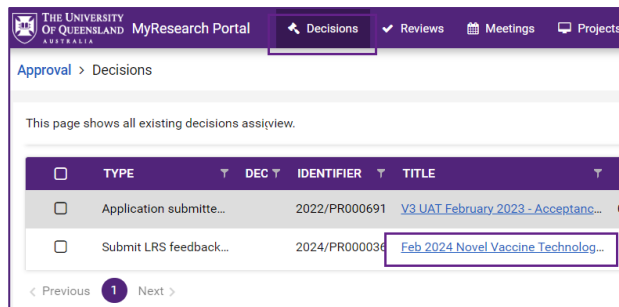 THE UNIVERSITY
OF QUEENSLAND
AUSTRALIA
MyResearch Portal
Decisions
Reviews
Meetings
Projects
Approval > Decisions
This page shows all existing decisions assi view.
TYPE DEC IDENTIFIER TITLE
Application submitte... 2022/PR000691 V3 UAT February 2023 - Acceptanc...
Submit LRS feedback... 2024/PR000036 Feb 2024 Novel Vaccine Technolog...
< Previous 1 Next >